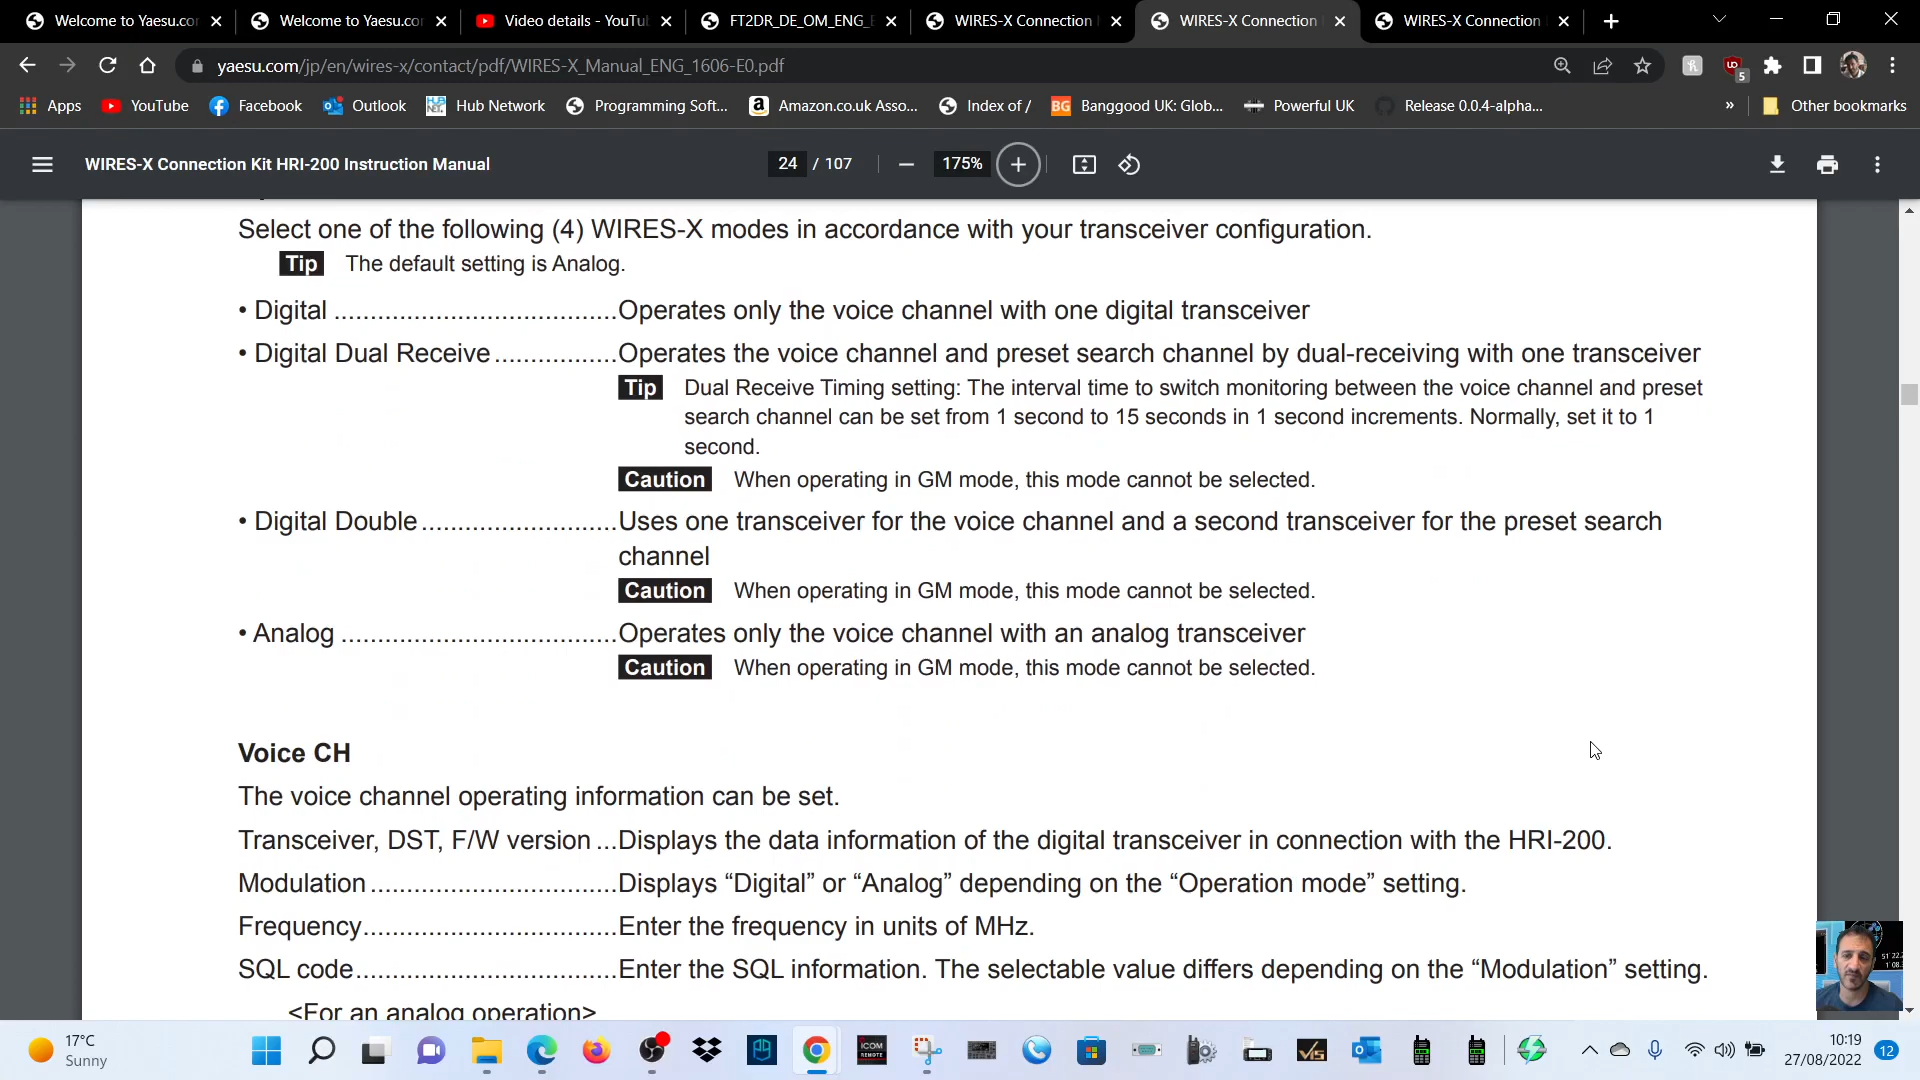 Welcome to Yaesu.co
Welcome to Yaesu.co
Video details - YouTu
FT2DR_DE_OM_ENG_
WIRES-X Connection
WIRES-X Connection
WIRES-X Connection
yaesu.com/jp/en/wires-x/contact/pdf/WIRES-X_Manual_ENG_1606-E0.pdf
5
Apps
YouTube
Facebook
Outlook
Hub Network
Programming Soft...
Amazon.co.uk Asso...
Index of /
BG Banggood UK: Glob...
Powerful UK
Release 0.0.4-alpha...
»
Other bookmarks
WIRES-X Connection Kit HRI-200 Instruction Manual
24 / 107
175%
Select one of the following (4) WIRES-X modes in accordance with your transceiver configuration.
Tip The default setting is Analog.
• Digital .....................................Operates only the voice channel with one digital transceiver
• Digital Dual Receive.................Operates the voice channel and preset search channel by dual-receiving with one transceiver
Tip Dual Receive Timing setting: The interval time to switch monitoring between the voice channel and preset
search channel can be set from 1 second to 15 seconds in 1 second increments. Normally, set it to 1
second.
Caution When operating in GM mode, this mode cannot be selected.
• Digital Double..........................Uses one transceiver for the voice channel and a second transceiver for the preset search
channel
Caution When operating in GM mode, this mode cannot be selected.
• Analog ....................................Operates only the voice channel with an analog transceiver
Caution When operating in GM mode, this mode cannot be selected.
Voice CH
The voice channel operating information can be set.
Transceiver, DST, F/W version ...Displays the data information of the digital transceiver in connection with the HRI-200.
Modulation.................................Displays “Digital” or “Analog” depending on the “Operation mode” setting.
Frequency..................................Enter the frequency in units of MHz.
SQL code...................................Enter the SQL information. The selectable value differs depending on the “Modulation” setting.
<For an analog operation>
17°C
Sunny
ICOM
REMOTE
10:19
27/08/2022
12